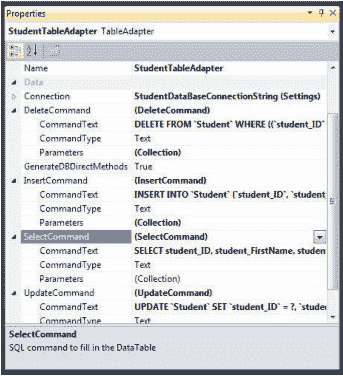 Properties
StudentTableAdapter TableAdapter
Name StudentTableAdapter
Data
Connection StudentDataBaseConnectionString (Settings)
DeleteCommand (DeleteCommand)
CommandText DELETE FROM `Student` WHERE ((`student_ID`
CommandType Text
Parameters (Collection)
GenerateDBDirectMethods True
InsertCommand (InsertCommand)
CommandText INSERT INTO `Student` (`student_ID`, `student
CommandType Text
Parameters (Collection)
SelectCommand (SelectCommand)
CommandText SELECT student_ID, student_FirstName, studen
CommandType Text
Parameters (Collection)
UpdateCommand (UpdateCommand)
CommandText UPDATE `Student` SET `student_ID` = ?, `studen
CommandType Text
SelectCommand
SQL command to fill in the DataTable